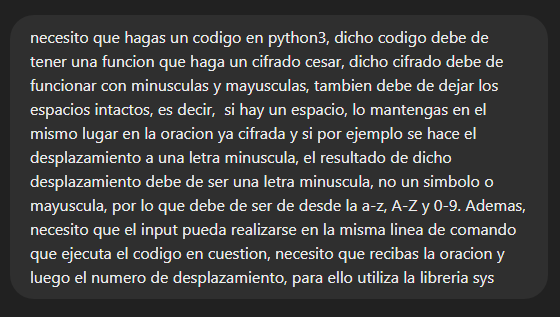 necesito que hagas un codigo en python3, dicho codigo debe de
tener una funcion que haga un cifrado cesar, dicho cifrado debe de
funcionar con minusculas y mayusculas, tambien debe de dejar los
espacios intactos, es decir,  si hay un espacio, lo mantengas en el
mismo lugar en la oracion ya cifrada y si por ejemplo se hace el
desplazamiento a una letra minuscula, el resultado de dicho
desplazamiento debe de ser una letra minuscula, no un simbolo o
mayuscula, por lo que debe de ser de desde la a-z, A-Z y 0-9. Ademas,
necesito que el input pueda realizarse en la misma linea de comando
que ejecuta el codigo en cuestion, necesito que recibas la oracion y
luego el numero de desplazamiento, para ello utiliza la libreria sys